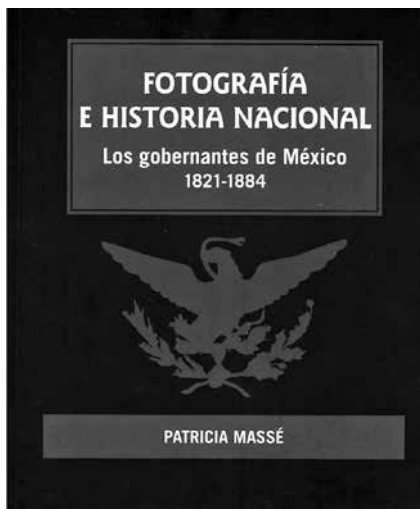 FOTOGRAFÍA
E HISTORIA NACIONAL
Los gobernantes de México
1821-1884
PATRICIA MASSÉ